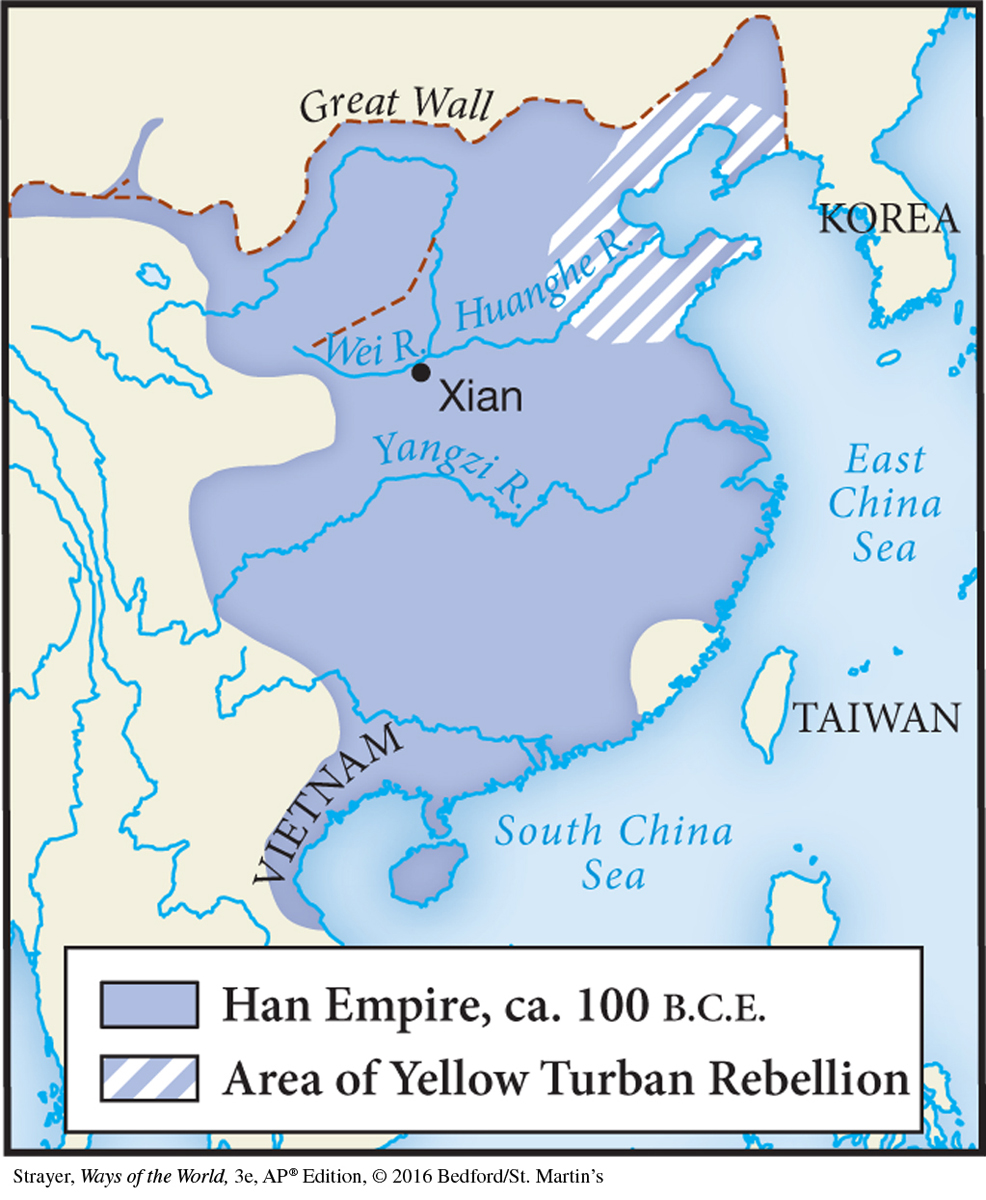 Great Wall
KOREA
Huanghe R.
Wei R.
Xian
Yangzi R.
East
China
Sea
TAIWAN
VIETNAM
South China
Sea
Han Empire, ca. 100 B.C.E.
Area of Yellow Turban Rebellion
Strayer, Ways of the World, 3e, AP® Edition, © 2016 Bedford/St. Martin's